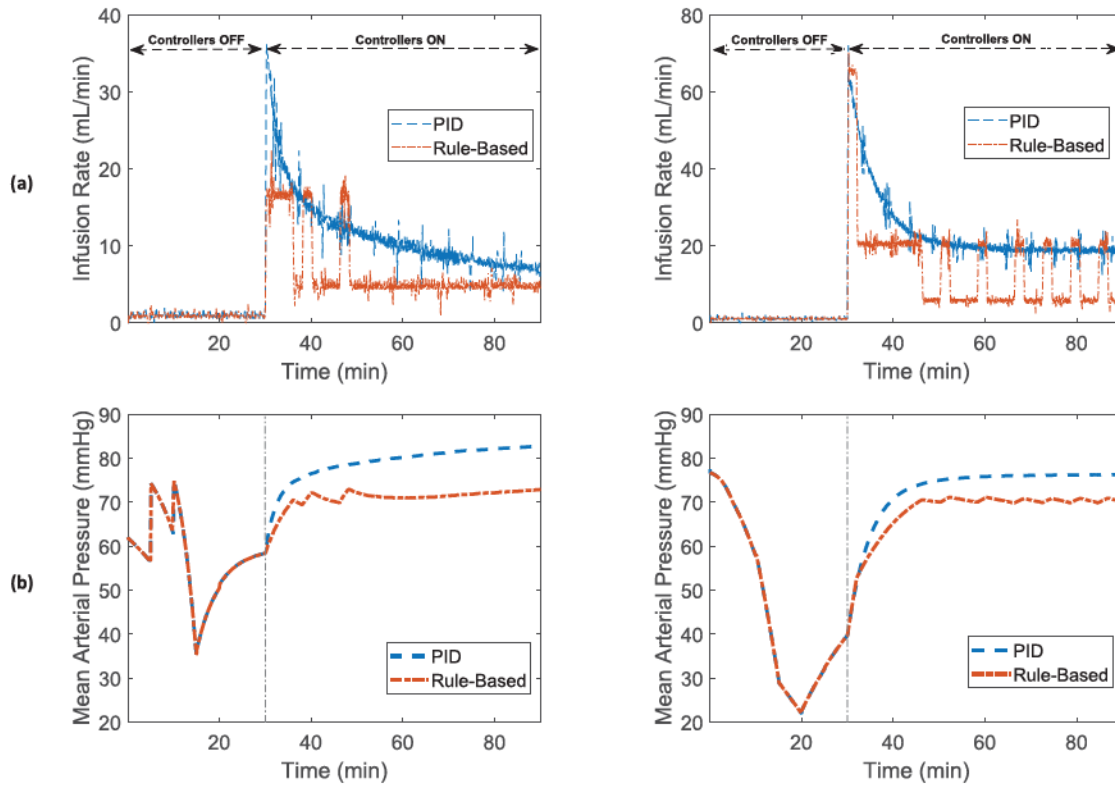 (a)
Infusion Rate (mL/min)
40
30
20
10
0
Controllers OFF
Controllers ON
PID
Rule-Based
20
40
60
80
Time (min)
Infusion Rate (mL/min)
80
60
40
20
0
Controllers OFF
Controllers ON
PID
Rule-Based
20
40
60
80
Time (min)
(b)
Mean Arterial Pressure (mmHg)
90
80
70
60
50
40
30
20
PID
Rule-Based
20
40
60
80
Time (min)
Mean Arterial Pressure (mmHg)
90
80
70
60
50
40
30
20
PID
Rule-Based
20
40
60
80
Time (min)